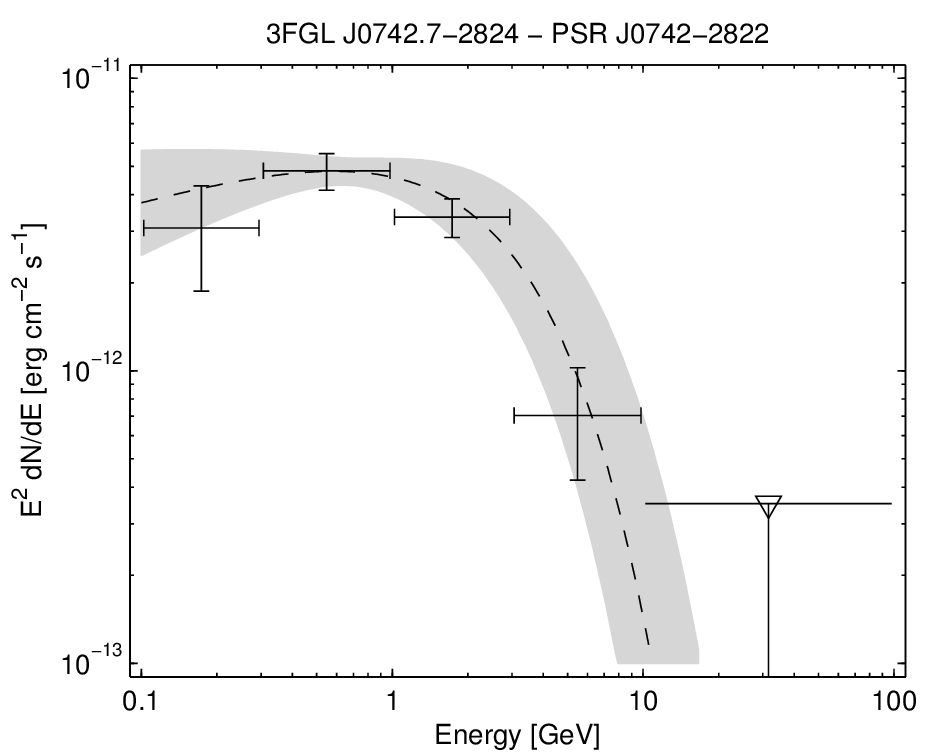 3FGL J0742.7−2824 − PSR J0742−2822
10⁻¹¹
10⁻¹²
10⁻¹³
E² dN/dE [erg cm⁻² s⁻¹]
0.1 1 10 100
Energy [GeV]